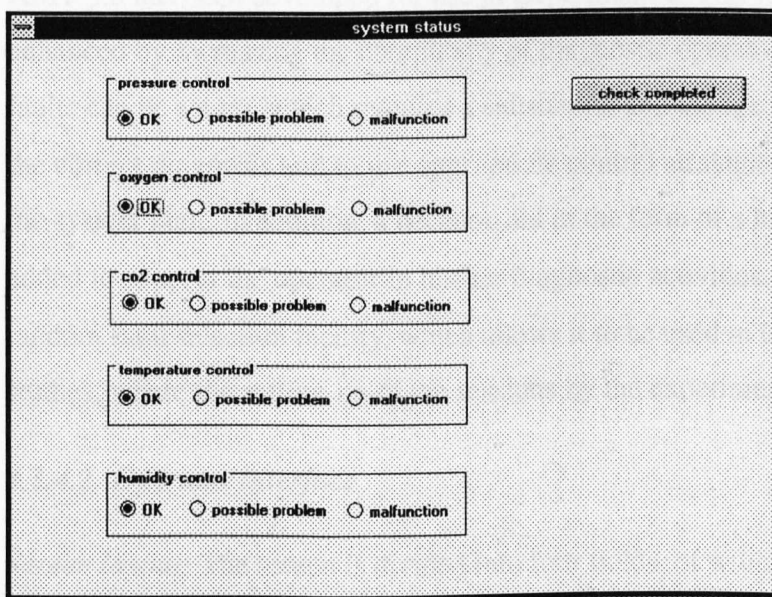 system status
pressure control
check completed
OK possible problem malfunction
oxygen control
OK possible problem malfunction
co2 control
OK possible problem malfunction
temperature control
OK possible problem malfunction
humidity control
OK possible problem malfunction